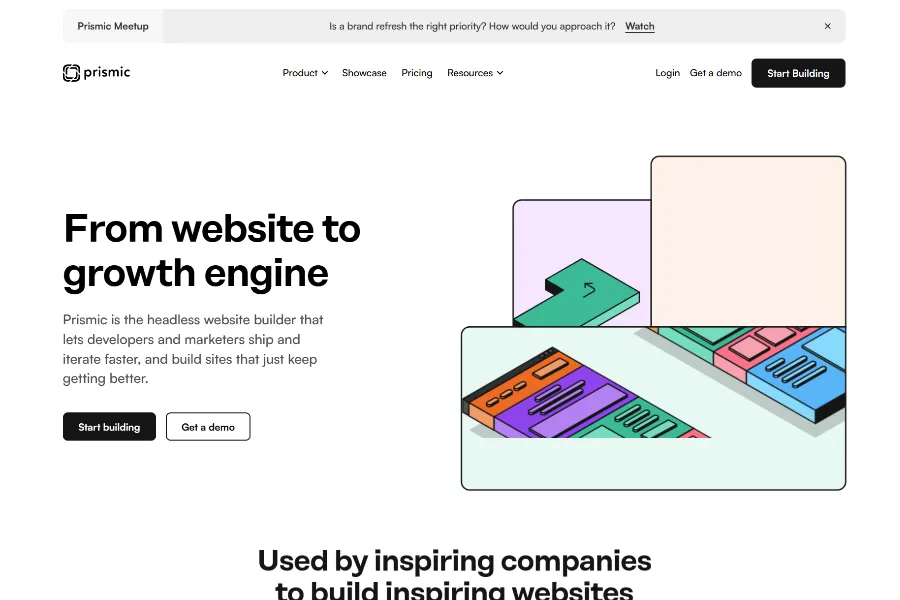 Prismic Meetup
Is a brand refresh the right priority? How would you approach it? Watch
prismic
Product Showcase Pricing Resources
Login Get a demo Start Building
From website to
growth engine
Prismic is the headless website builder that
lets developers and marketers ship and
iterate faster, and build sites that just keep
getting better.
Start building Get a demo
Used by inspiring companies
to build inspiring websites